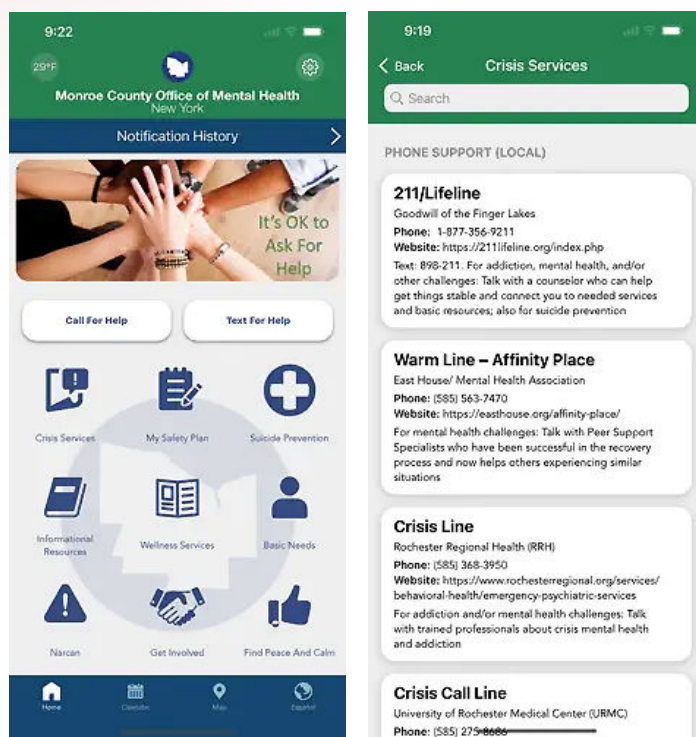 9:22
29°F
Monroe County Office of Mental Health
New York
Notification History
It's OK to
Ask For
Help
Call For Help
Text For Help
Crisis Services
My Safety Plan
Suicide Prevention
Informational
Resources
Wellness Services
Basic Needs
Narcan
Get Involved
Find Peace And Calm
Home
Calendar
Map
Español
9:19
Back
Crisis Services
Search
PHONE SUPPORT (LOCAL)
211/Lifeline
Goodwill of the Finger Lakes
Phone: 1-877-356-9211
Website: https://211lifeline.org/index.php
Text: 898-211. For addiction, mental health, and/or
other challenges: Talk with a counselor who can help
get things stable and connect you to needed services
and basic resources; also for suicide prevention
Warm Line – Affinity Place
East House/ Mental Health Association
Phone: (585) 563-7470
Website: https://easthouse.org/affinity-place/
For mental health challenges: Talk with Peer Support
Specialists who have been successful in the recovery
process and now helps others experiencing similar
situations
Crisis Line
Rochester Regional Health (RRH)
Phone: (585) 368-3950
Website: https://www.rochesterregional.org/services/
behavioral-health/emergency-psychiatric-services
For addiction and/or mental health challenges: Talk
with trained professionals about crisis mental health
and addiction
Crisis Call Line
University of Rochester Medical Center (URMC)
Phone: (585) 275-8686